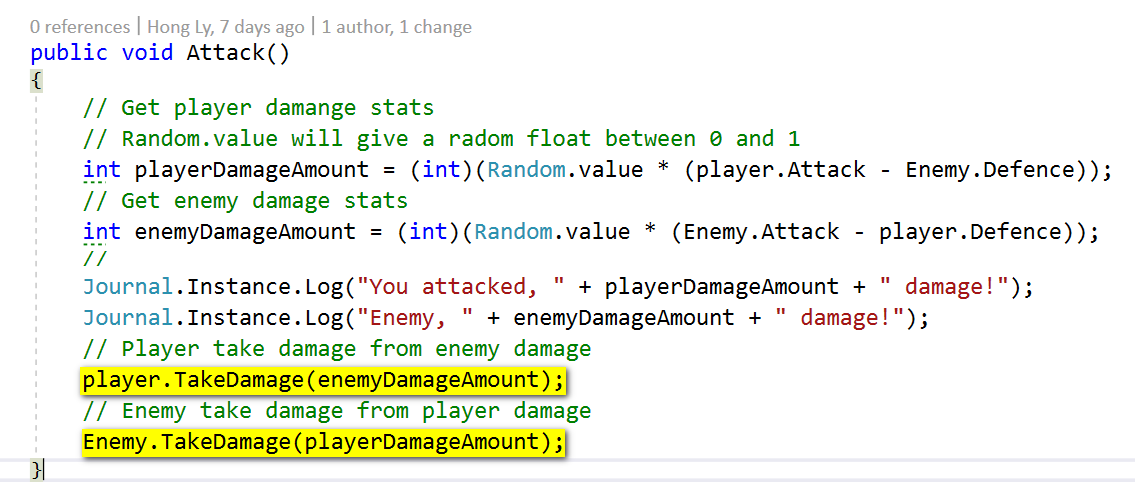 0 references | Hong Ly, 7 days ago | 1 author, 1 change
public void Attack()
{
    // Get player damange stats
    // Random.value will give a radom float between 0 and 1
    int playerDamageAmount = (int)(Random.value * (player.Attack - Enemy.Defence));
    // Get enemy damage stats
    int enemyDamageAmount = (int)(Random.value * (Enemy.Attack - player.Defence));
    //
    Journal.Instance.Log("You attacked, " + playerDamageAmount + " damage!");
    Journal.Instance.Log("Enemy, " + enemyDamageAmount + " damage!");
    // Player take damage from enemy damage
    player.TakeDamage(enemyDamageAmount);
    // Enemy take damage from player damage
    Enemy.TakeDamage(playerDamageAmount);
}